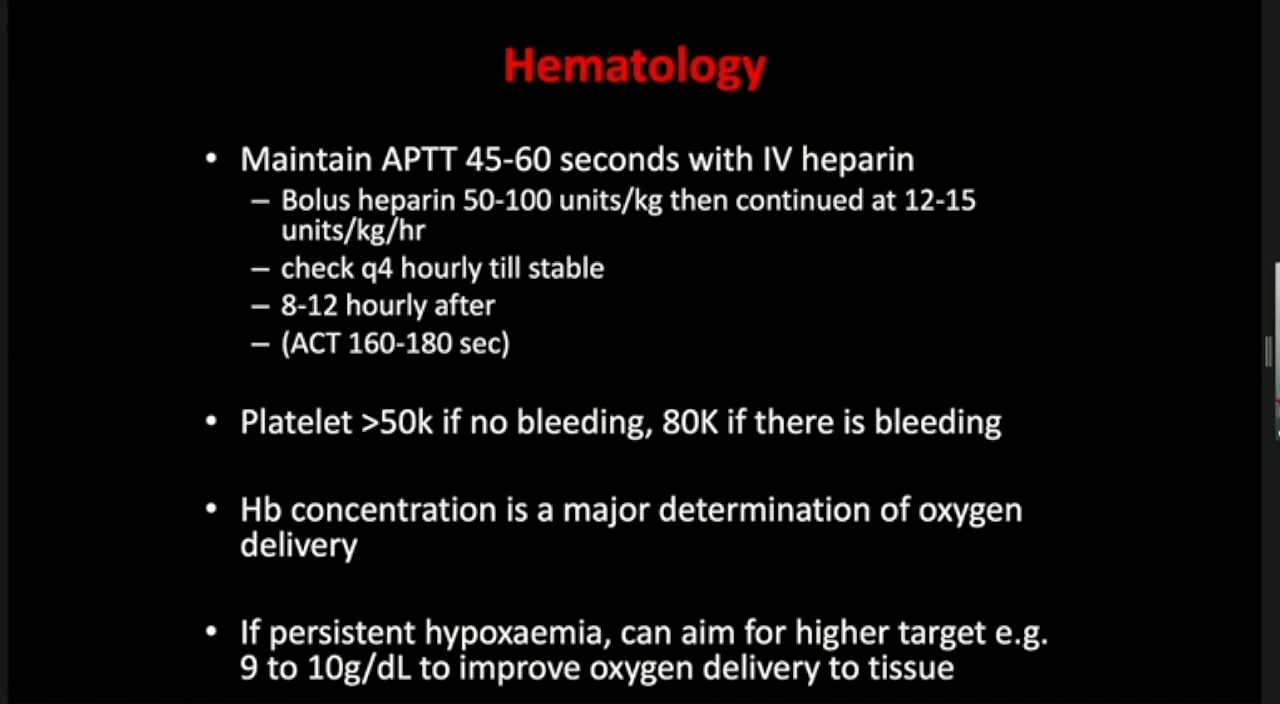 Hematology
• Maintain APTT 45-60 seconds with IV heparin
– Bolus heparin 50-100 units/kg then continued at 12-15
units/kg/hr
– check q4 hourly till stable
– 8-12 hourly after
– (ACT 160-180 sec)
• Platelet >50k if no bleeding, 80K if there is bleeding
• Hb concentration is a major determination of oxygen
delivery
• If persistent hypoxaemia, can aim for higher target e.g.
9 to 10g/dL to improve oxygen delivery to tissue